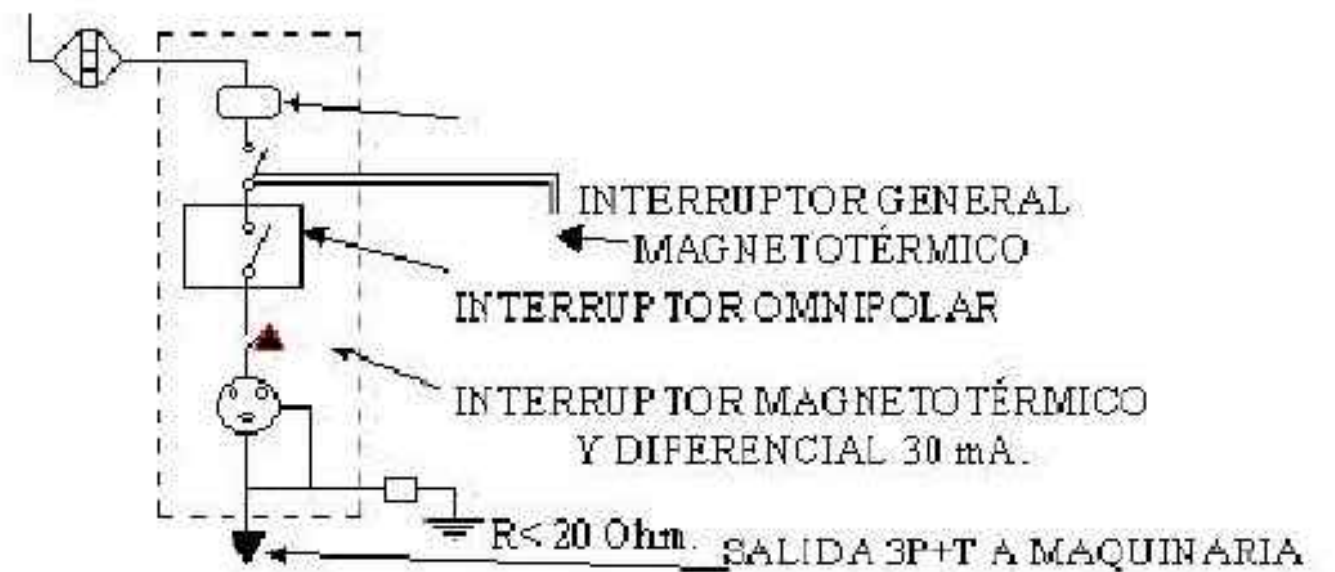 INTERRUPTOR GENERAL
MAGNETOTÉRMICO
INTERRUPTOR OMNIPOLAR
INTERRUPTOR MAGNETOTÉRMICO
Y DIFERENCIAL 30 mA.
R< 20 Ohm.
SALIDA 3P+T A MAQUINARIA